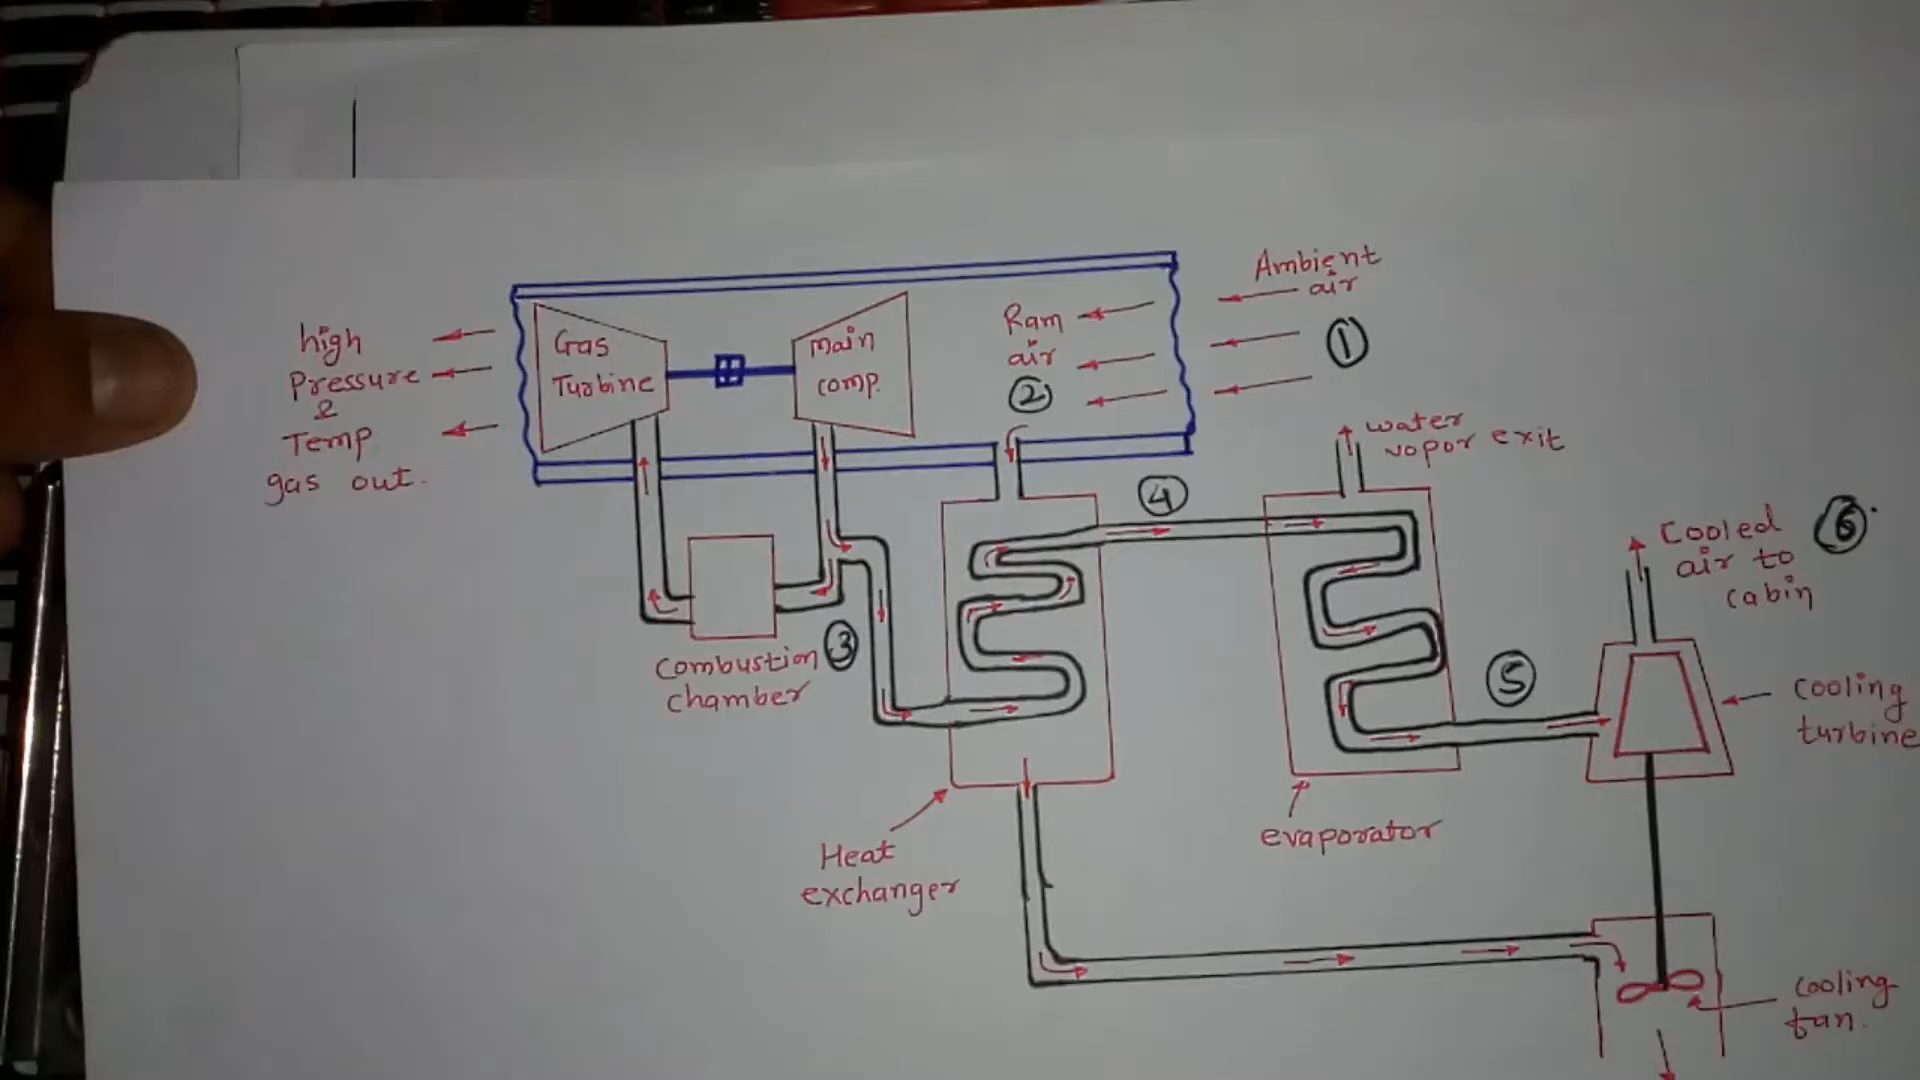 Ambient
air
1
Ram
air
2
Gas
Turbine
main
comp.
high
Pressure
&
Temp
gas out.
water
vopor exit
4
Cooled
air to
cabin
6
3
Combustion
chamber
5
cooling
turbine
evaporator
Heat
exchanger
cooling
fan.